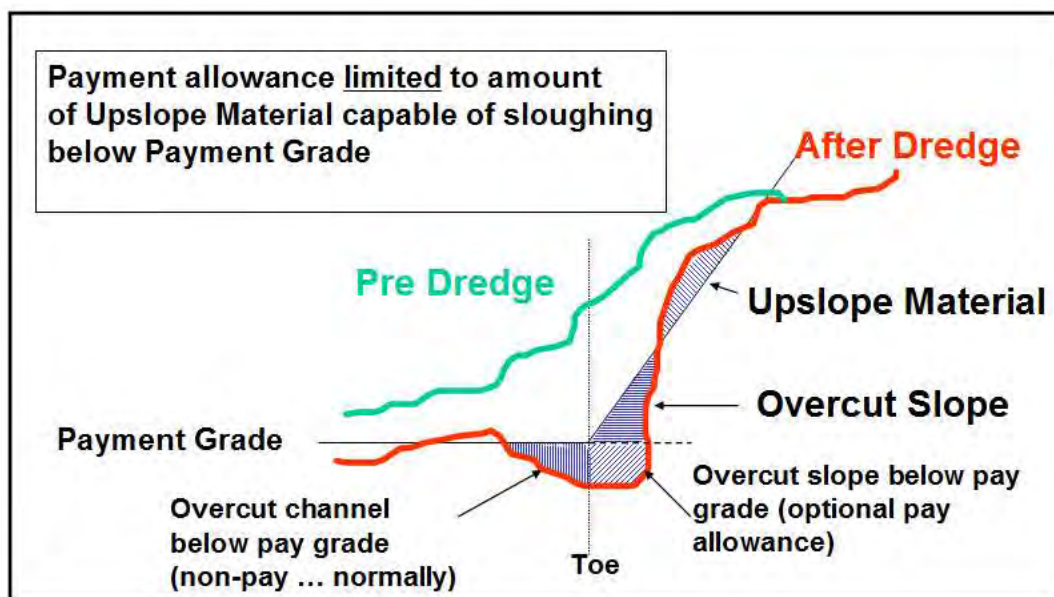 Payment allowance limited to amount
of Upslope Material capable of sloughing
below Payment Grade
After Dredge
Pre Dredge
Upslope Material
Overcut Slope
Payment Grade
Overcut channel
below pay grade
(non-pay ... normally)
Toe
Overcut slope below pay
grade (optional pay
allowance)